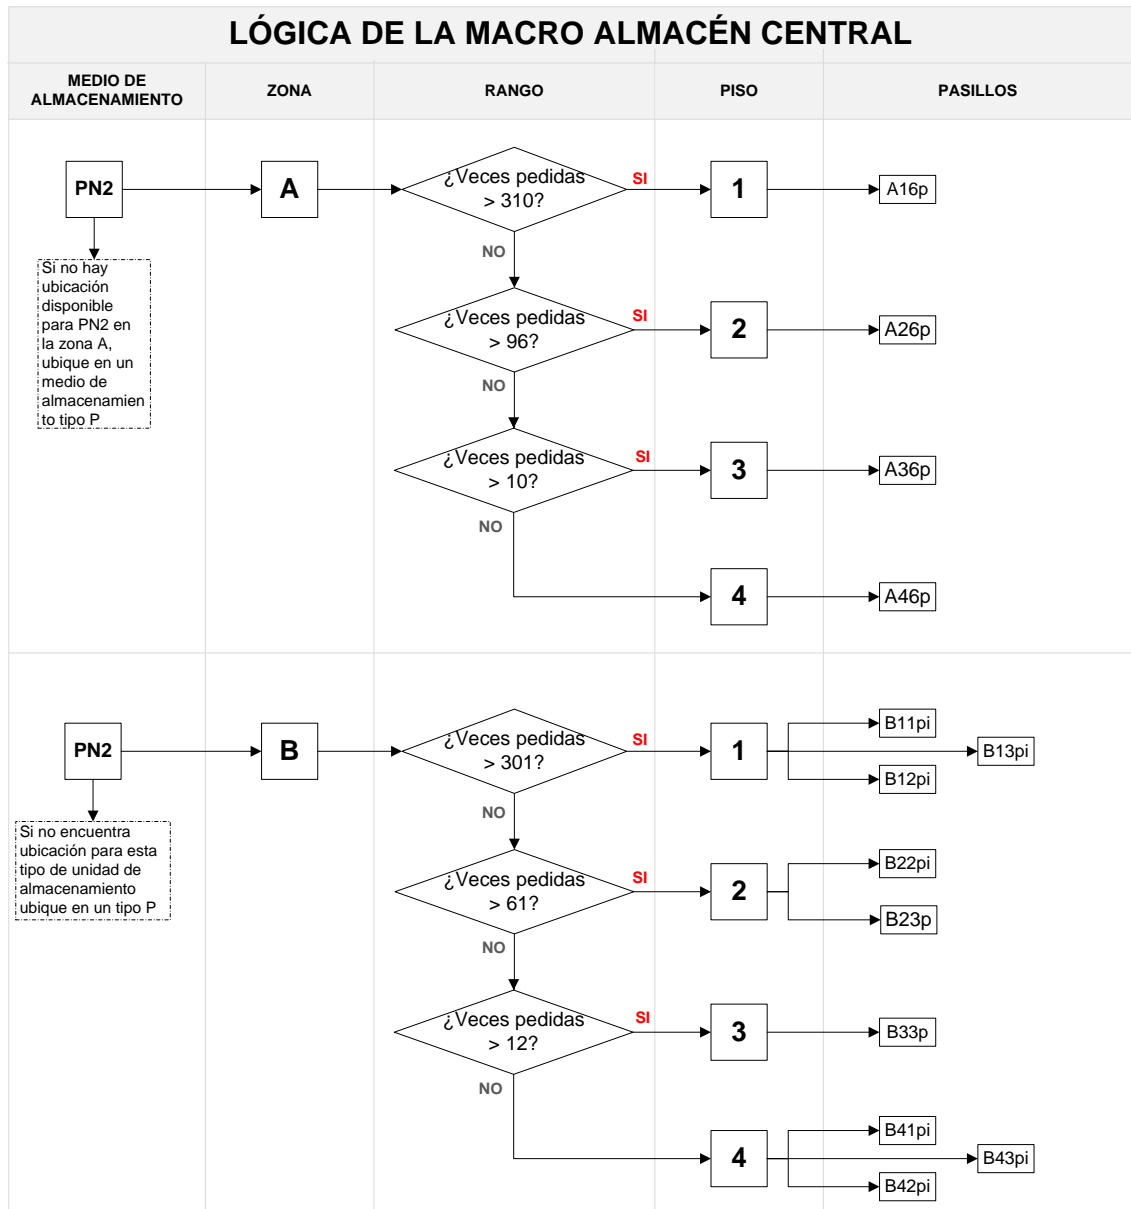 LÓGICA DE LA MACRO ALMACÉN CENTRAL
MEDIO DE
ALMACENAMIENTO
ZONA
RANGO
PISO
PASILLOS
PN2
A
¿Veces pedidas
> 310?
SI
1
A16p
NO
Si no hay
ubicación
disponible
para PN2 en
la zona A,
ubique en un
medio de
almacenamien
to tipo P
¿Veces pedidas
> 96?
SI
2
A26p
NO
¿Veces pedidas
> 10?
SI
3
A36p
NO
4
A46p
PN2
B
¿Veces pedidas
> 301?
SI
1
B11pi
B13pi
B12pi
NO
Si no encuentra
ubicación para esta
tipo de unidad de
almacenamiento
ubique en un tipo P
¿Veces pedidas
> 61?
SI
2
B22pi
B23p
NO
¿Veces pedidas
> 12?
SI
3
B33p
NO
4
B41pi
B43pi
B42pi